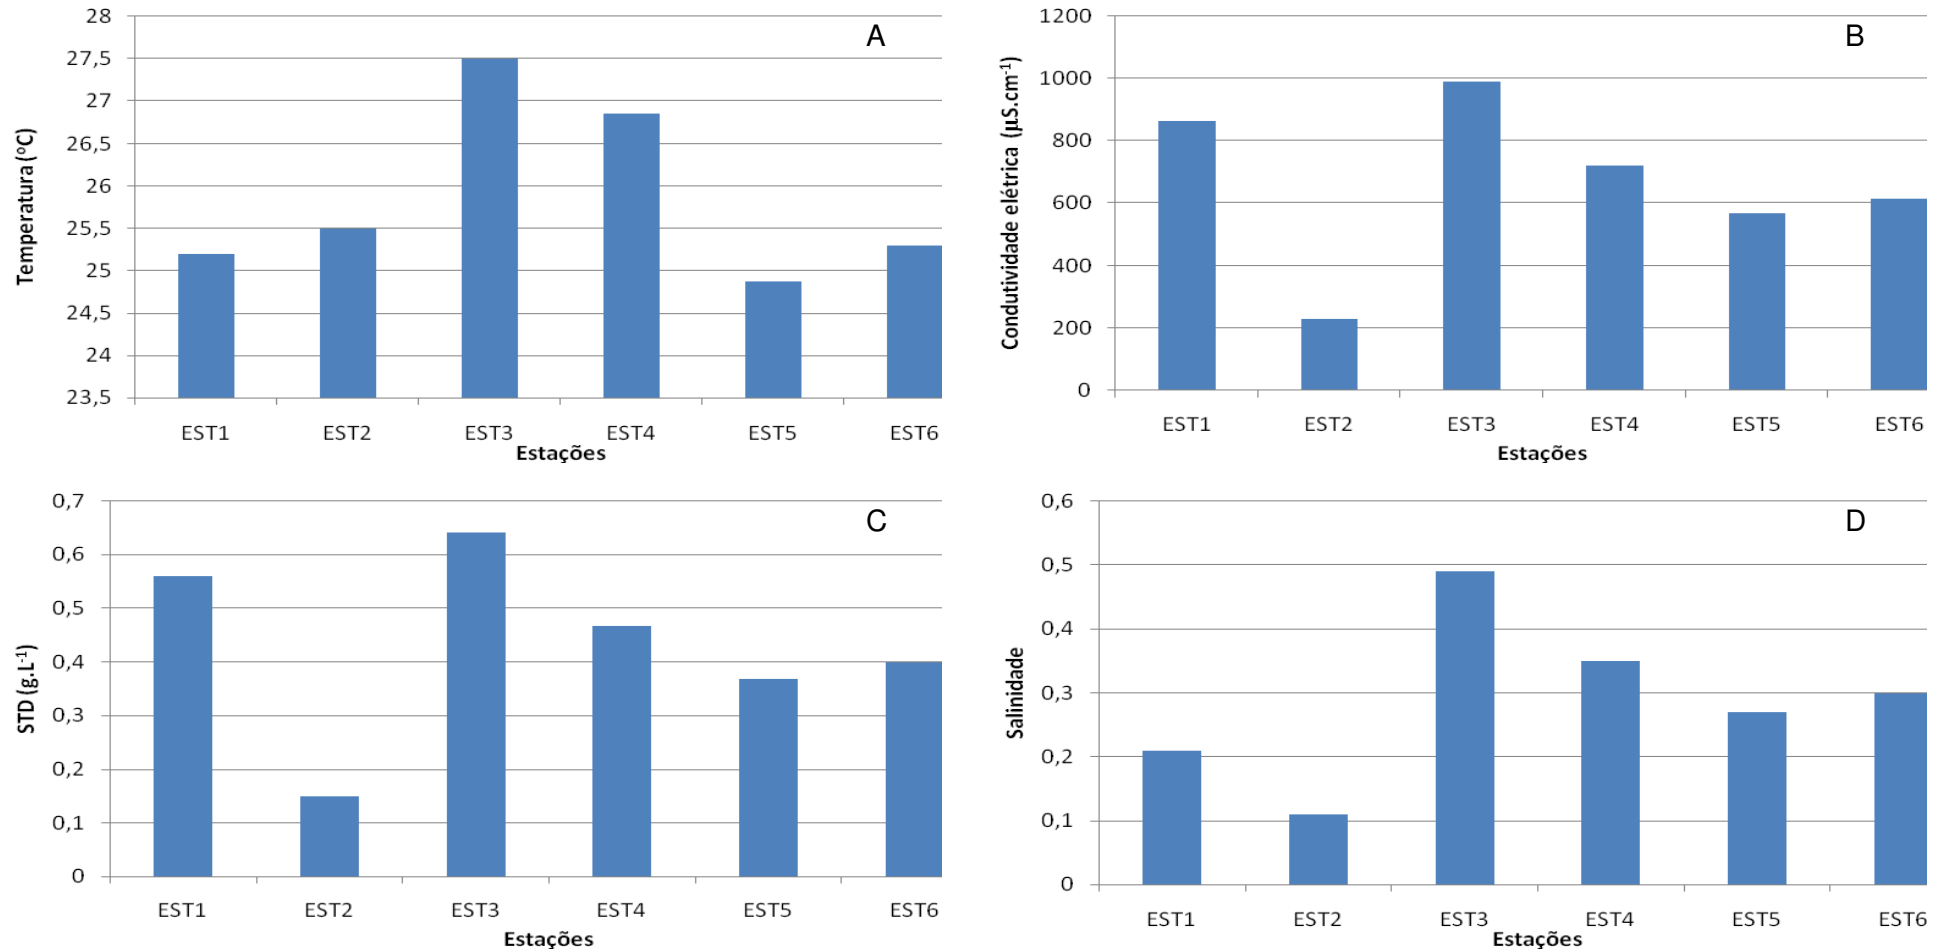 A
Temperatura (ºC)
28
27,5
27
26,5
26
25,5
25
24,5
24
23,5
EST1 EST2 EST3 EST4 EST5 EST6
Estações
B
Condutividade elétrica (µS.cm-1)
1200
1000
800
600
400
200
0
EST1 EST2 EST3 EST4 EST5 EST6
Estações
C
STD (g.L-1)
0,7
0,6
0,5
0,4
0,3
0,2
0,1
0
EST1 EST2 EST3 EST4 EST5 EST6
Estações
D
Salinidade
0,6
0,5
0,4
0,3
0,2
0,1
0
EST1 EST2 EST3 EST4 EST5 EST6
Estações